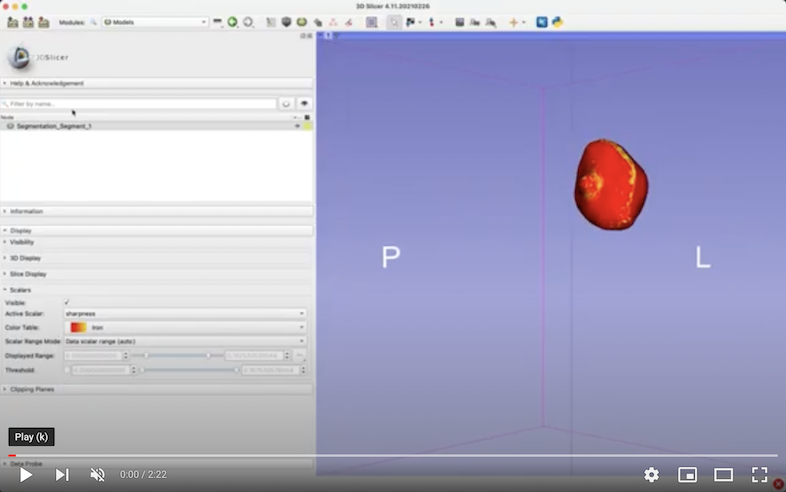 3D Slicer 4.11.20210226
Modules: Models
3DSlicer
Help & Acknowledgement
Filter by name...
Node
Segmentation_Segment_1
Information
Display
Visibility
3D Display
Slice Display
Scalars
Visible:
Active Scalar: sharpness
Color Table: Iron
Scalar Range Mode: Data scalar range (auto)
Displayed Range:
Threshold:
Clipping Planes
Data Probe
1
P
L
Play (k)
0:00 / 2:22